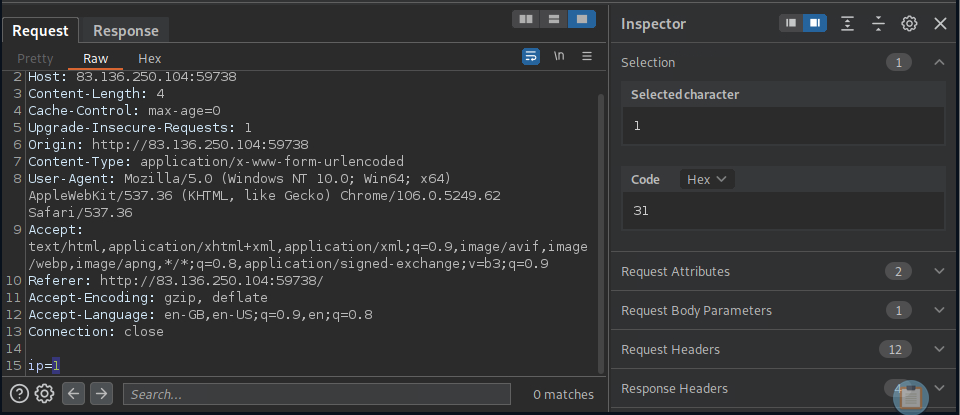 Request
Response
Pretty
Raw
Hex
\n
2 Host: 83.136.250.104:59738
3 Content-Length: 4
4 Cache-Control: max-age=0
5 Upgrade-Insecure-Requests: 1
6 Origin: http://83.136.250.104:59738
7 Content-Type: application/x-www-form-urlencoded
8 User-Agent: Mozilla/5.0 (Windows NT 10.0; Win64; x64)
AppleWebKit/537.36 (KHTML, like Gecko) Chrome/106.0.5249.62
Safari/537.36
9 Accept:
text/html,application/xhtml+xml,application/xml;q=0.9,image/avif,image
/webp,image/apng,*/*;q=0.8,application/signed-exchange;v=b3;q=0.9
10 Referer: http://83.136.250.104:59738/
11 Accept-Encoding: gzip, deflate
12 Accept-Language: en-GB,en-US;q=0.9,en;q=0.8
13 Connection: close
14
15 ip=1
Search...
0 matches
Inspector
Selection 1
Selected character
1
Code Hex
31
Request Attributes 2
Request Body Parameters 1
Request Headers 12
Response Headers 4